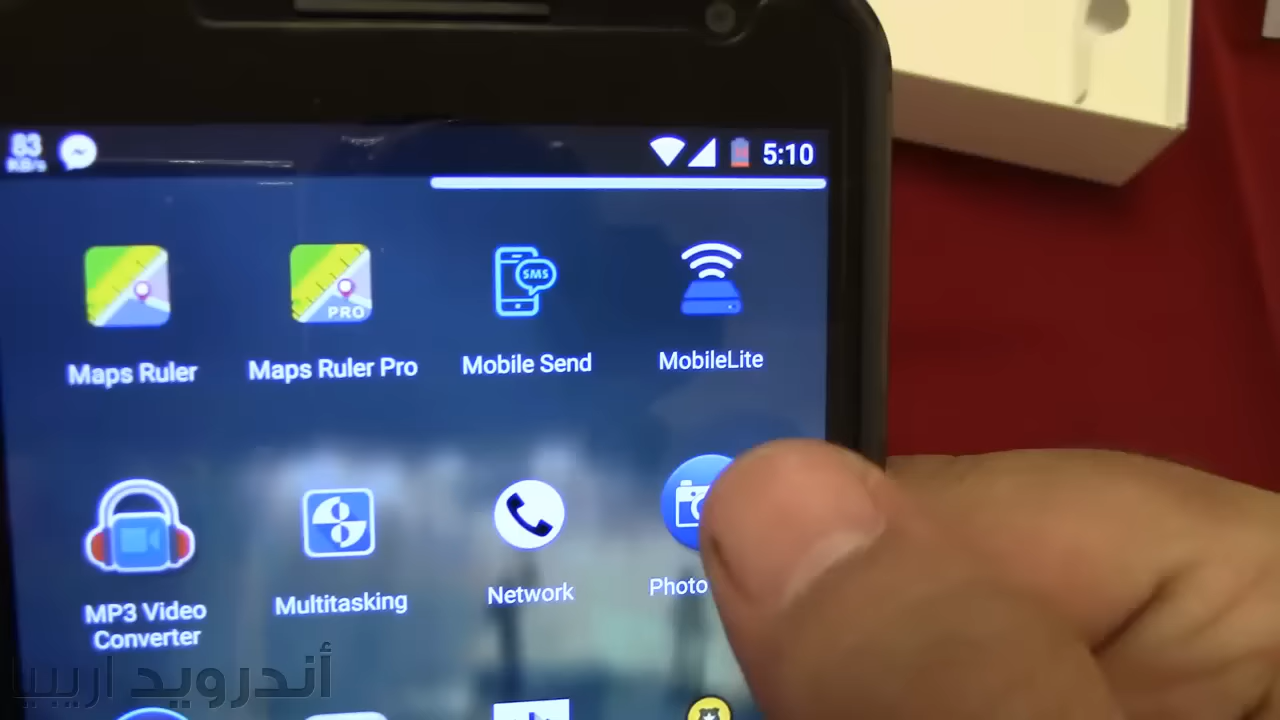 83
KB/s
5:10
Maps Ruler
PRO
Maps Ruler Pro
SMS
Mobile Send
MobileLite
MP3 Video
Converter
Multitasking
Network
Photo
أندرويد اريبيا